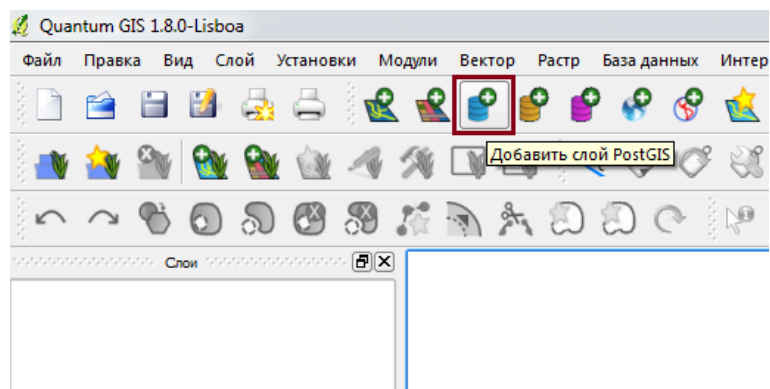 Quantum GIS 1.8.0-Lisboa
Файл Правка Вид Слой Установки Модули Вектор Растр База данных Интер
Добавить слой PostGIS
Слои